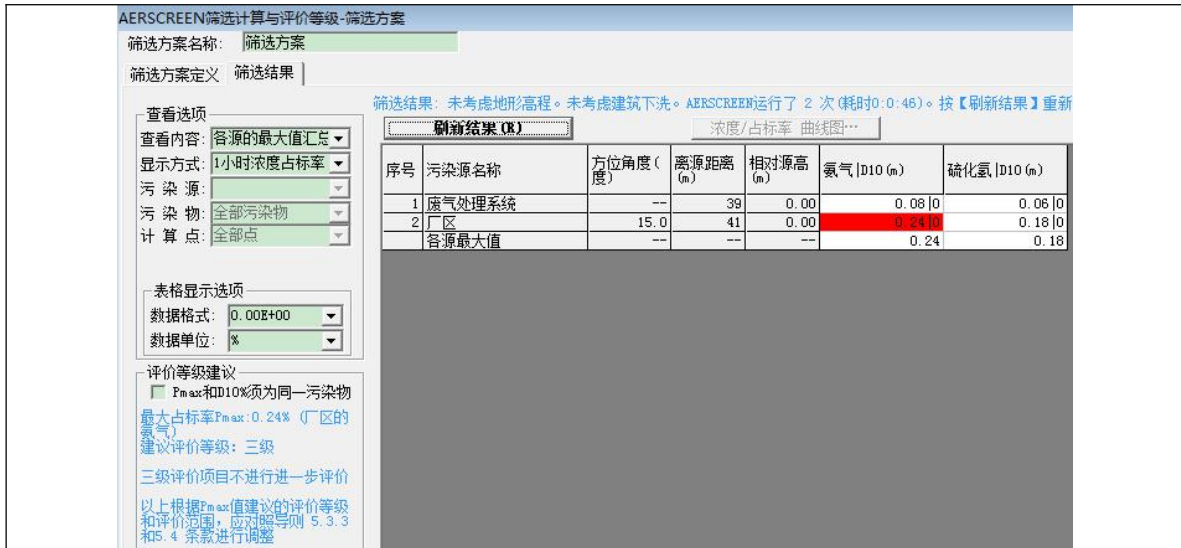 AERSCREEN筛选计算与评价等级-筛选方案
筛选方案名称: 筛选方案
筛选方案定义 筛选结果
筛选结果: 未考虑地形高程。未考虑建筑下洗。AERSCREEN运行了 2 次(耗时0:0:46)。按【刷新结果】重新
查看选项
查看内容: 各源的最大值汇总
显示方式: 1小时浓度占标率
污 染 源:
污 染 物: 全部污染物
计 算 点: 全部点
表格显示选项
数据格式: 0.00E+00
数据单位: %
评价等级建议
Pmax和D10%须为同一污染物
最大占标率Pmax:0.24% (厂区的
氨气)
建议评价等级: 三级
三级评价项目不进行进一步评价
以上根据Pmax值建议的评价等级
和评价范围,应对照导则 5.3.3
和5.4 条款进行调整
刷新结果(R) 浓度/占标率 曲线图…
序号 污染源名称 方位角度(度) 离源距离(m) 相对源高(m) 氨气|D10(m) 硫化氢|D10(m)
1 废气处理系统 -- 39 0.00 0.08|0 0.06|0
2 厂区 15.0 41 0.00 0.24|0 0.18|0
各源最大值 -- -- -- 0.24 0.18